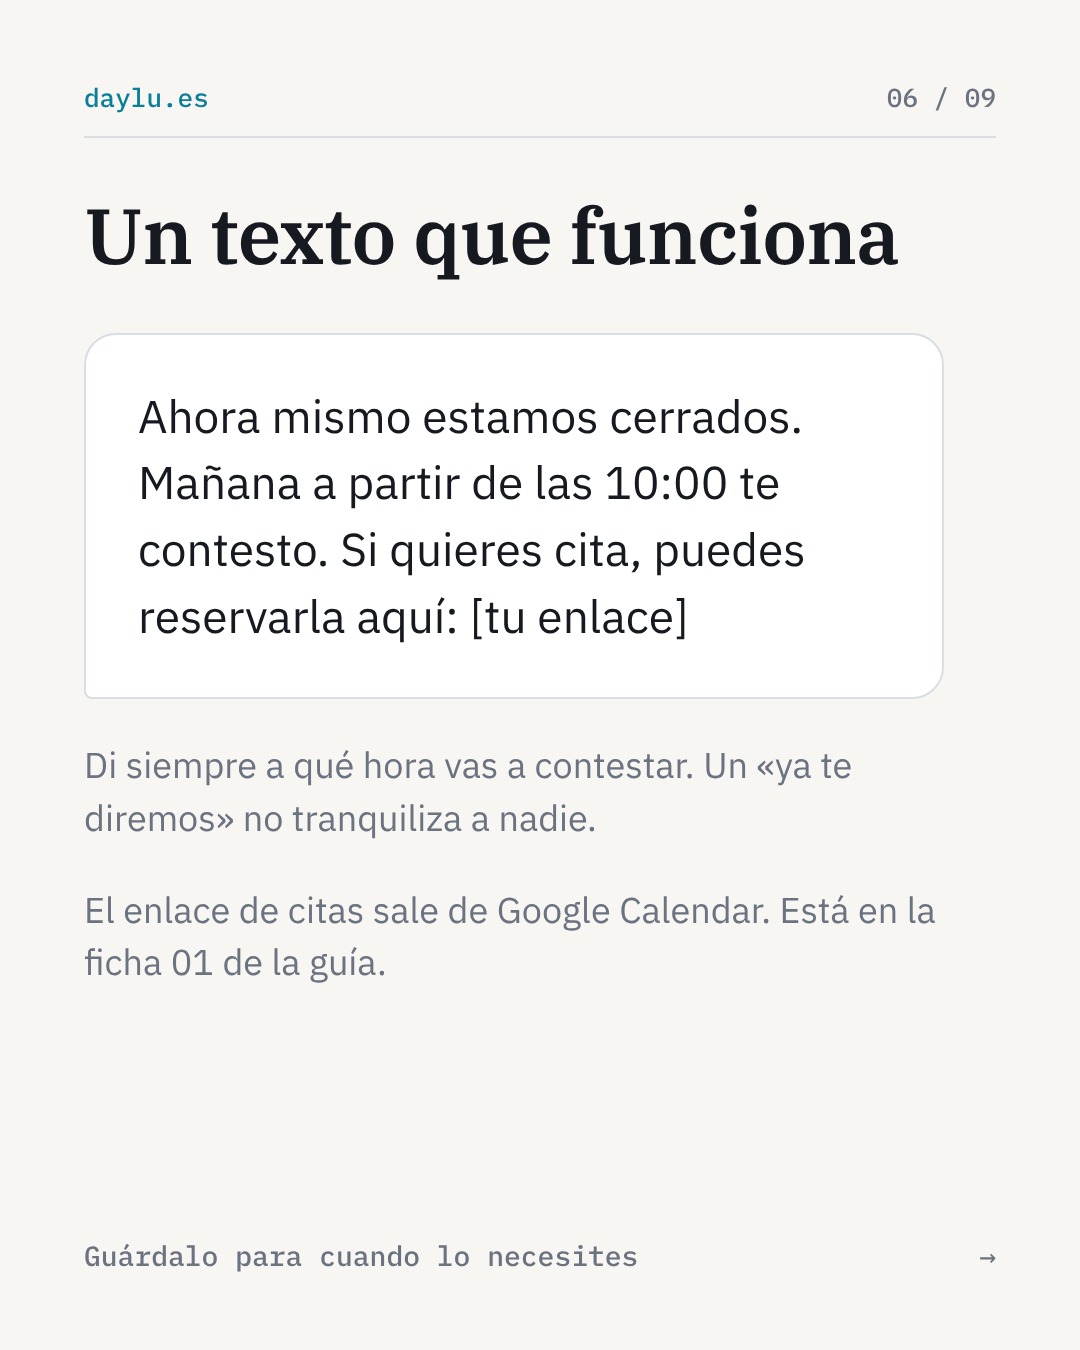 daylu.es
06 / 09
Un texto que funciona
Ahora mismo estamos cerrados.
Mañana a partir de las 10:00 te
contesto. Si quieres cita, puedes
reservarla aquí: [tu enlace]
Di siempre a qué hora vas a contestar. Un «ya te
diremos» no tranquiliza a nadie.
El enlace de citas sale de Google Calendar. Está en la
ficha 01 de la guía.
Guárdalo para cuando lo necesites →